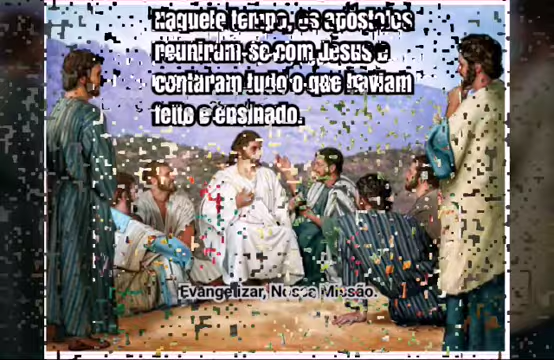 Naquele tempo, os apóstolos
reuniram-se com Jesus e
contaram tudo o que haviam
feito e ensinado.
Evangelizar, Nossa Missão.